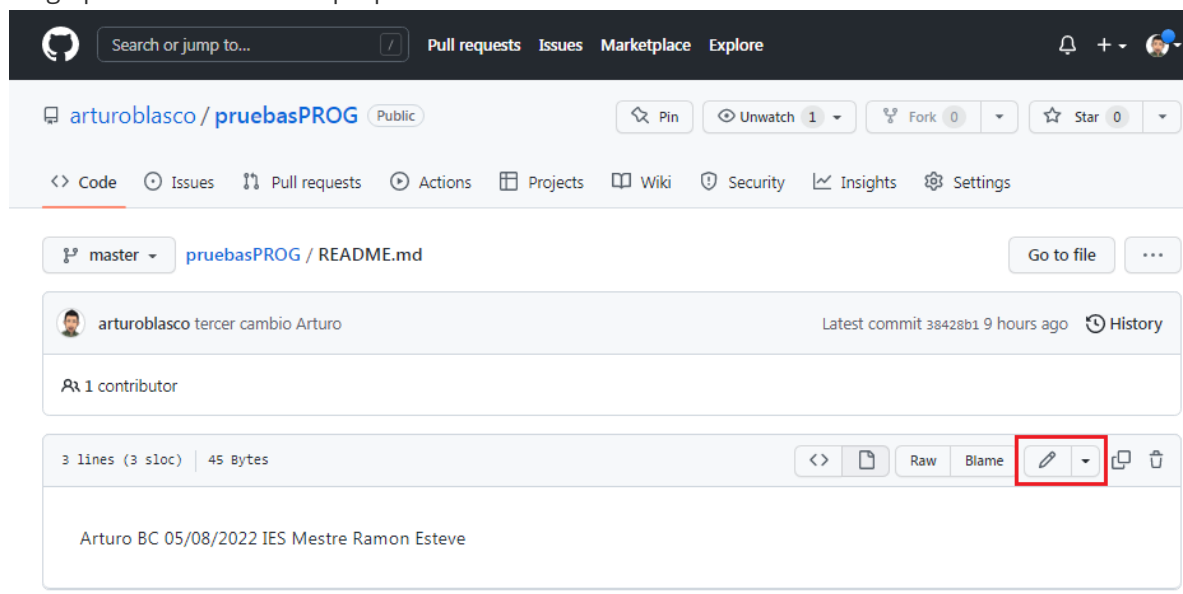 Search or jump to... / Pull requests Issues Marketplace Explore
arturoblasco / pruebasPROG Public Pin Unwatch 1 Fork 0 Star 0
<> Code Issues Pull requests Actions Projects Wiki Security Insights Settings
master pruebasPROG / README.md Go to file ...
arturoblasco tercer cambio Arturo Latest commit 38428b1 9 hours ago History
1 contributor
3 lines (3 sloc) 45 Bytes <> Raw Blame
Arturo BC 05/08/2022 IES Mestre Ramon Esteve